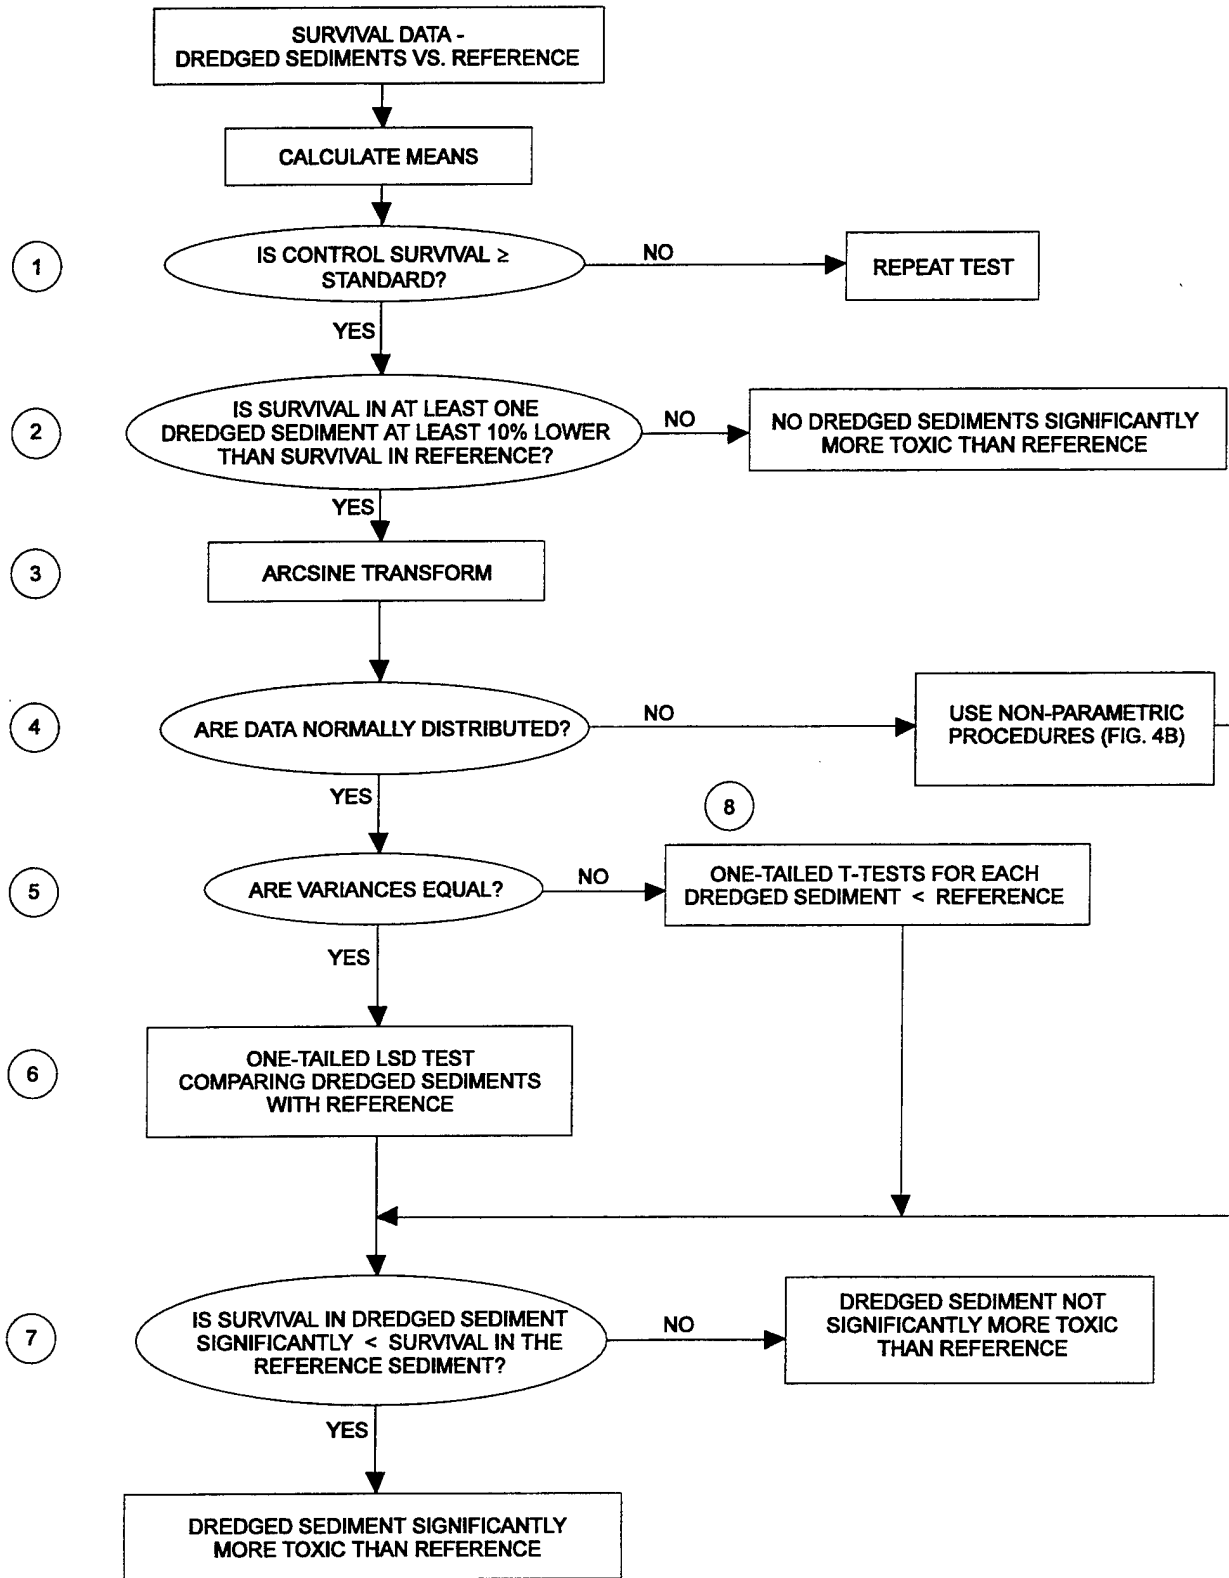 SURVIVAL DATA -
DREDGED SEDIMENTS VS. REFERENCE
CALCULATE MEANS
1
IS CONTROL SURVIVAL ≥
STANDARD?
NO
REPEAT TEST
YES
2
IS SURVIVAL IN AT LEAST ONE
DREDGED SEDIMENT AT LEAST 10% LOWER
THAN SURVIVAL IN REFERENCE?
NO
NO DREDGED SEDIMENTS SIGNIFICANTLY
MORE TOXIC THAN REFERENCE
YES
3
ARCSINE TRANSFORM
4
ARE DATA NORMALLY DISTRIBUTED?
NO
USE NON-PARAMETRIC
PROCEDURES (FIG. 4B)
YES
8
5
ARE VARIANCES EQUAL?
NO
ONE-TAILED T-TESTS FOR EACH
DREDGED SEDIMENT < REFERENCE
YES
6
ONE-TAILED LSD TEST
COMPARING DREDGED SEDIMENTS
WITH REFERENCE
7
IS SURVIVAL IN DREDGED SEDIMENT
SIGNIFICANTLY < SURVIVAL IN THE
REFERENCE SEDIMENT?
NO
DREDGED SEDIMENT NOT
SIGNIFICANTLY MORE TOXIC
THAN REFERENCE
YES
DREDGED SEDIMENT SIGNIFICANTLY
MORE TOXIC THAN REFERENCE